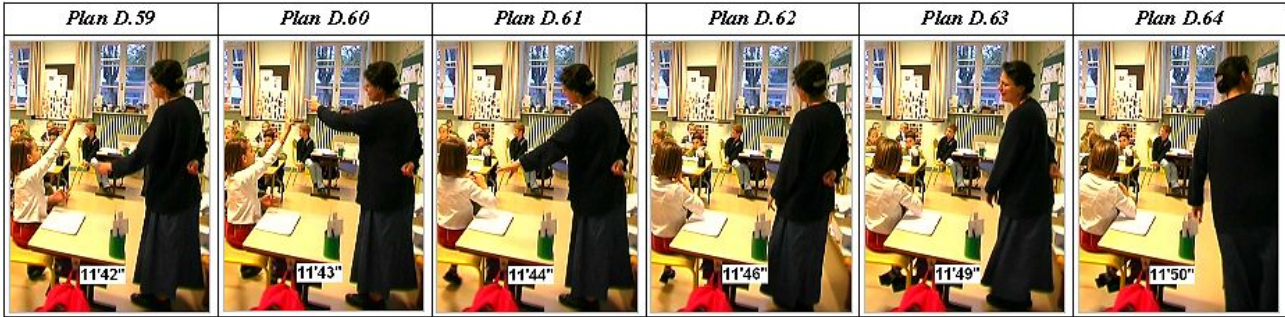 Plan D.59
Plan D.60
Plan D.61
Plan D.62
Plan D.63
Plan D.64
11'42"
11'43"
11'44"
11'46"
11'49"
11'50"